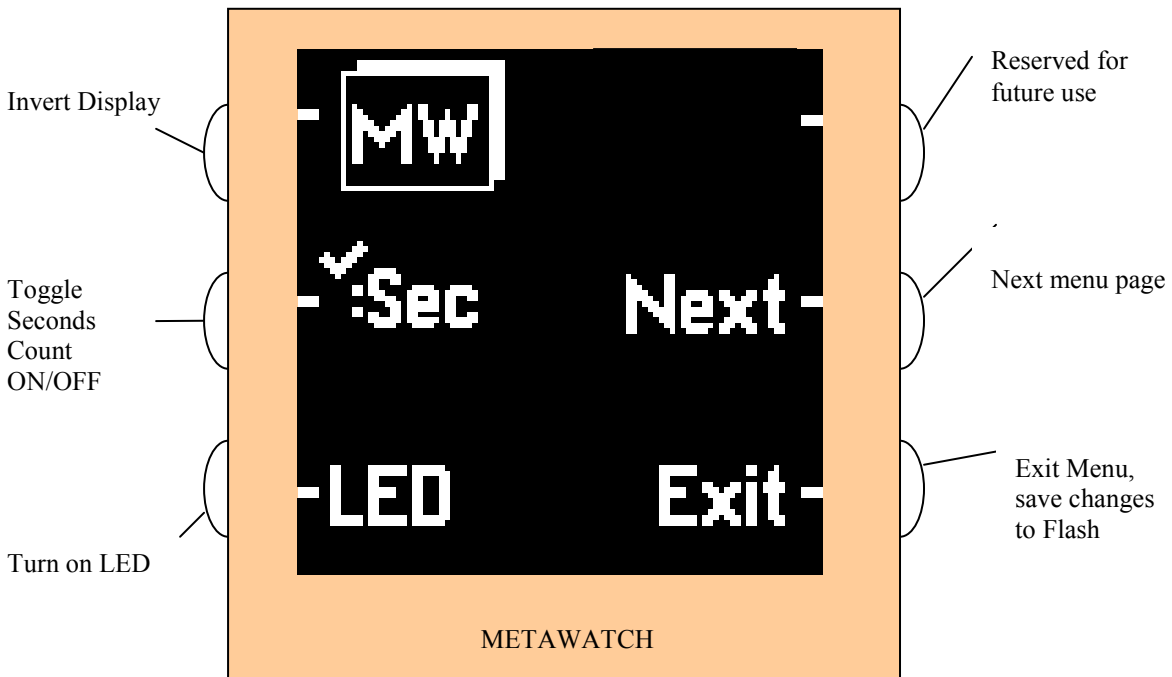 Invert Display
Toggle
Seconds
Count
ON/OFF
Turn on LED
MW
:Sec
Next
LED
Exit
METAWATCH
Reserved for
future use
Next menu page
Exit Menu,
save changes
to Flash